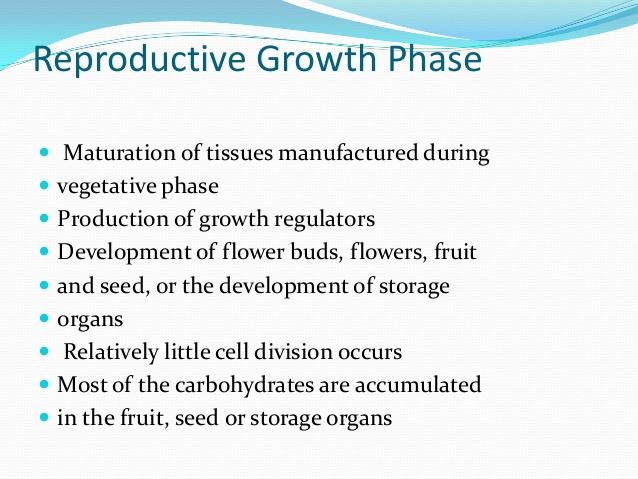 Reproductive Growth Phase
• Maturation of tissues manufactured during
• vegetative phase
• Production of growth regulators
• Development of flower buds, flowers, fruit
• and seed, or the development of storage
• organs
• Relatively little cell division occurs
• Most of the carbohydrates are accumulated
• in the fruit, seed or storage organs